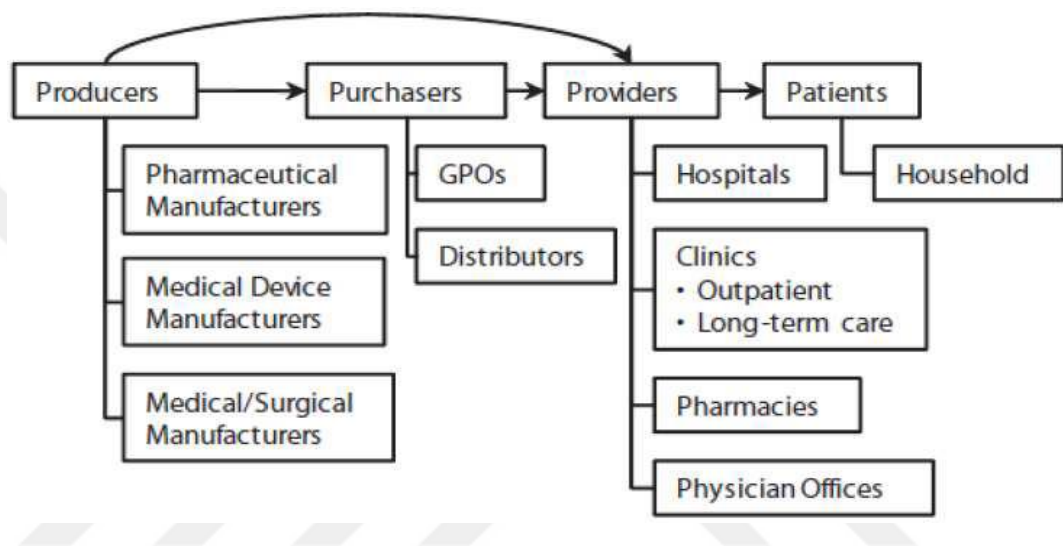 Producers
Purchasers
Providers
Patients
Pharmaceutical
Manufacturers
Medical Device
Manufacturers
Medical/Surgical
Manufacturers
GPOs
Distributors
Hospitals
Clinics
• Outpatient
• Long-term care
Pharmacies
Physician Offices
Household